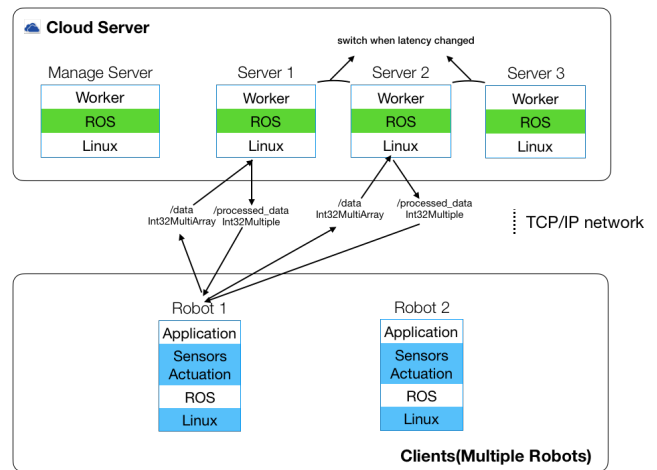 Cloud Server
switch when latency changed
Manage Server
Worker
ROS
Linux
Server 1
Worker
ROS
Linux
Server 2
Worker
ROS
Linux
Server 3
Worker
ROS
Linux
/data
Int32MultiArray
/processed_data
Int32Multiple
/data
Int32MultiArray
/processed_data
Int32Multiple
TCP/IP network
Robot 1
Application
Sensors
Actuation
ROS
Linux
Robot 2
Application
Sensors
Actuation
ROS
Linux
Clients(Multiple Robots)